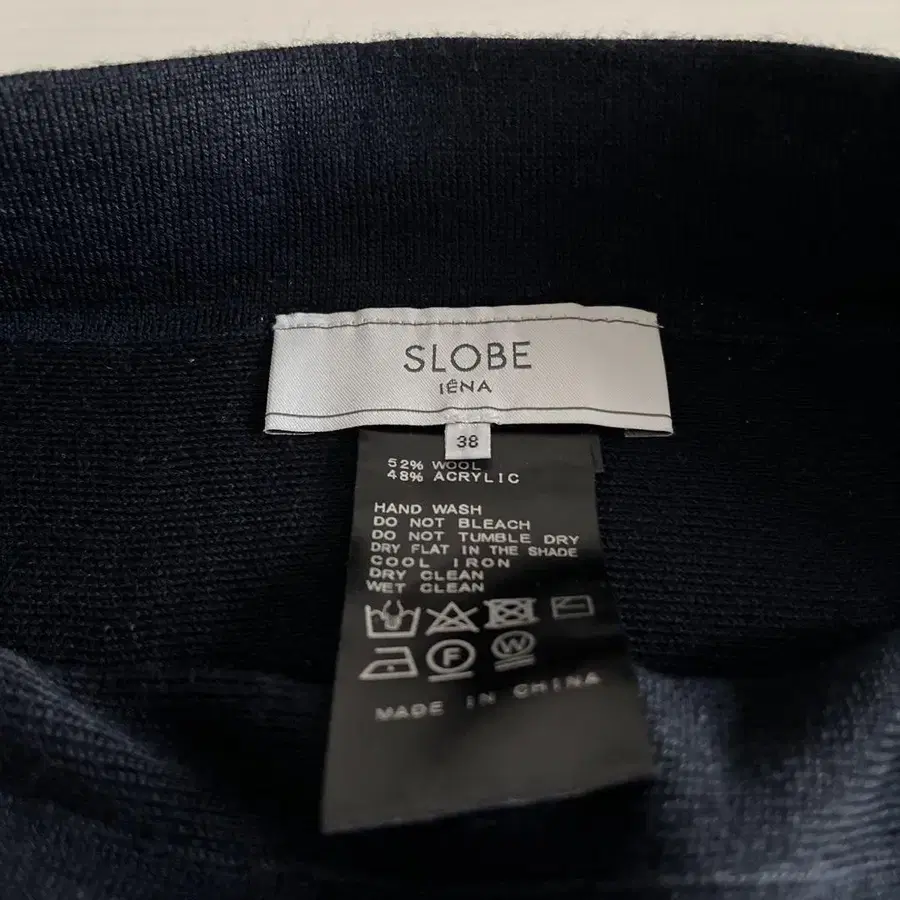 SLOBE
IËNA
38
52% WOOL
48% ACRYLIC
HAND WASH
DO NOT BLEACH
DO NOT TUMBLE DRY
DRY FLAT IN THE SHADE
COOL IRON
DRY CLEAN
WET CLEAN
F W
MADE IN CHINA